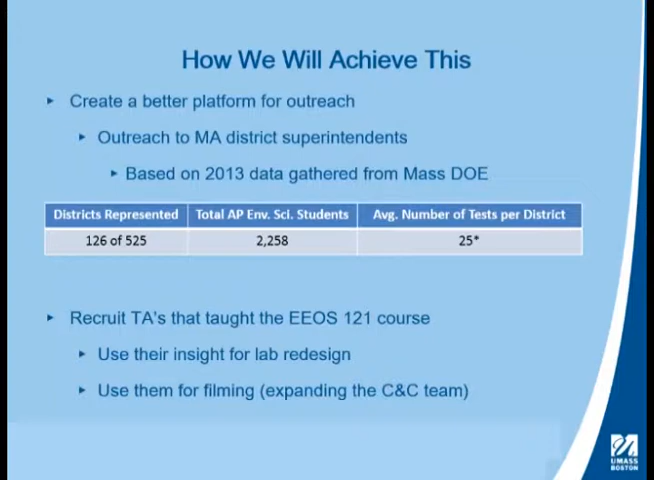 How We Will Achieve This
Create a better platform for outreach
Outreach to MA district superintendents
Based on 2013 data gathered from Mass DOE
Districts Represented Total AP Env. Sci. Students Avg. Number of Tests per District
126 of 525 2,258 25*
Recruit TA's that taught the EEOS 121 course
Use their insight for lab redesign
Use them for filming (expanding the C&C team)
UMASS
BOSTON